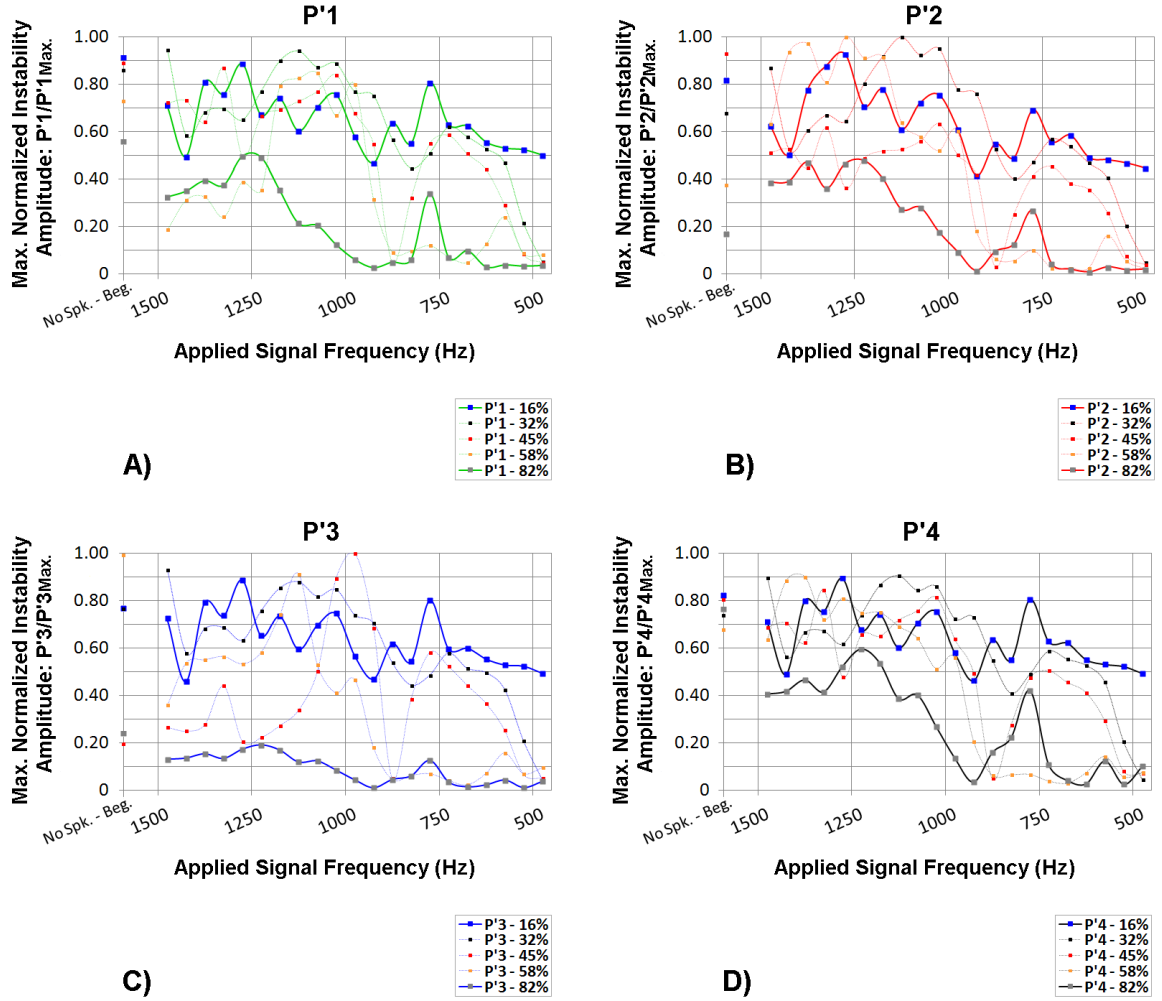 P'1
Max. Normalized Instability
Amplitude: P'1/P'1Max.
1.00
0.80
0.60
0.40
0.20
0
No Spk. - Beg.
1500
1250
1000
750
500
Applied Signal Frequency (Hz)
P'1 - 16%
P'1 - 32%
P'1 - 45%
P'1 - 58%
P'1 - 82%
A)
P'2
Max. Normalized Instability
Amplitude: P'2/P'2Max.
1.00
0.80
0.60
0.40
0.20
0
No Spk. - Beg.
1500
1250
1000
750
500
Applied Signal Frequency (Hz)
P'2 - 16%
P'2 - 32%
P'2 - 45%
P'2 - 58%
P'2 - 82%
B)
P'3
Max. Normalized Instability
Amplitude: P'3/P'3Max.
1.00
0.80
0.60
0.40
0.20
0
No Spk. - Beg.
1500
1250
1000
750
500
Applied Signal Frequency (Hz)
P'3 - 16%
P'3 - 32%
P'3 - 45%
P'3 - 58%
P'3 - 82%
C)
P'4
Max. Normalized Instability
Amplitude: P'4/P'4Max.
1.00
0.80
0.60
0.40
0.20
0
No Spk. - Beg.
1500
1250
1000
750
500
Applied Signal Frequency (Hz)
P'4 - 16%
P'4 - 32%
P'4 - 45%
P'4 - 58%
P'4 - 82%
D)